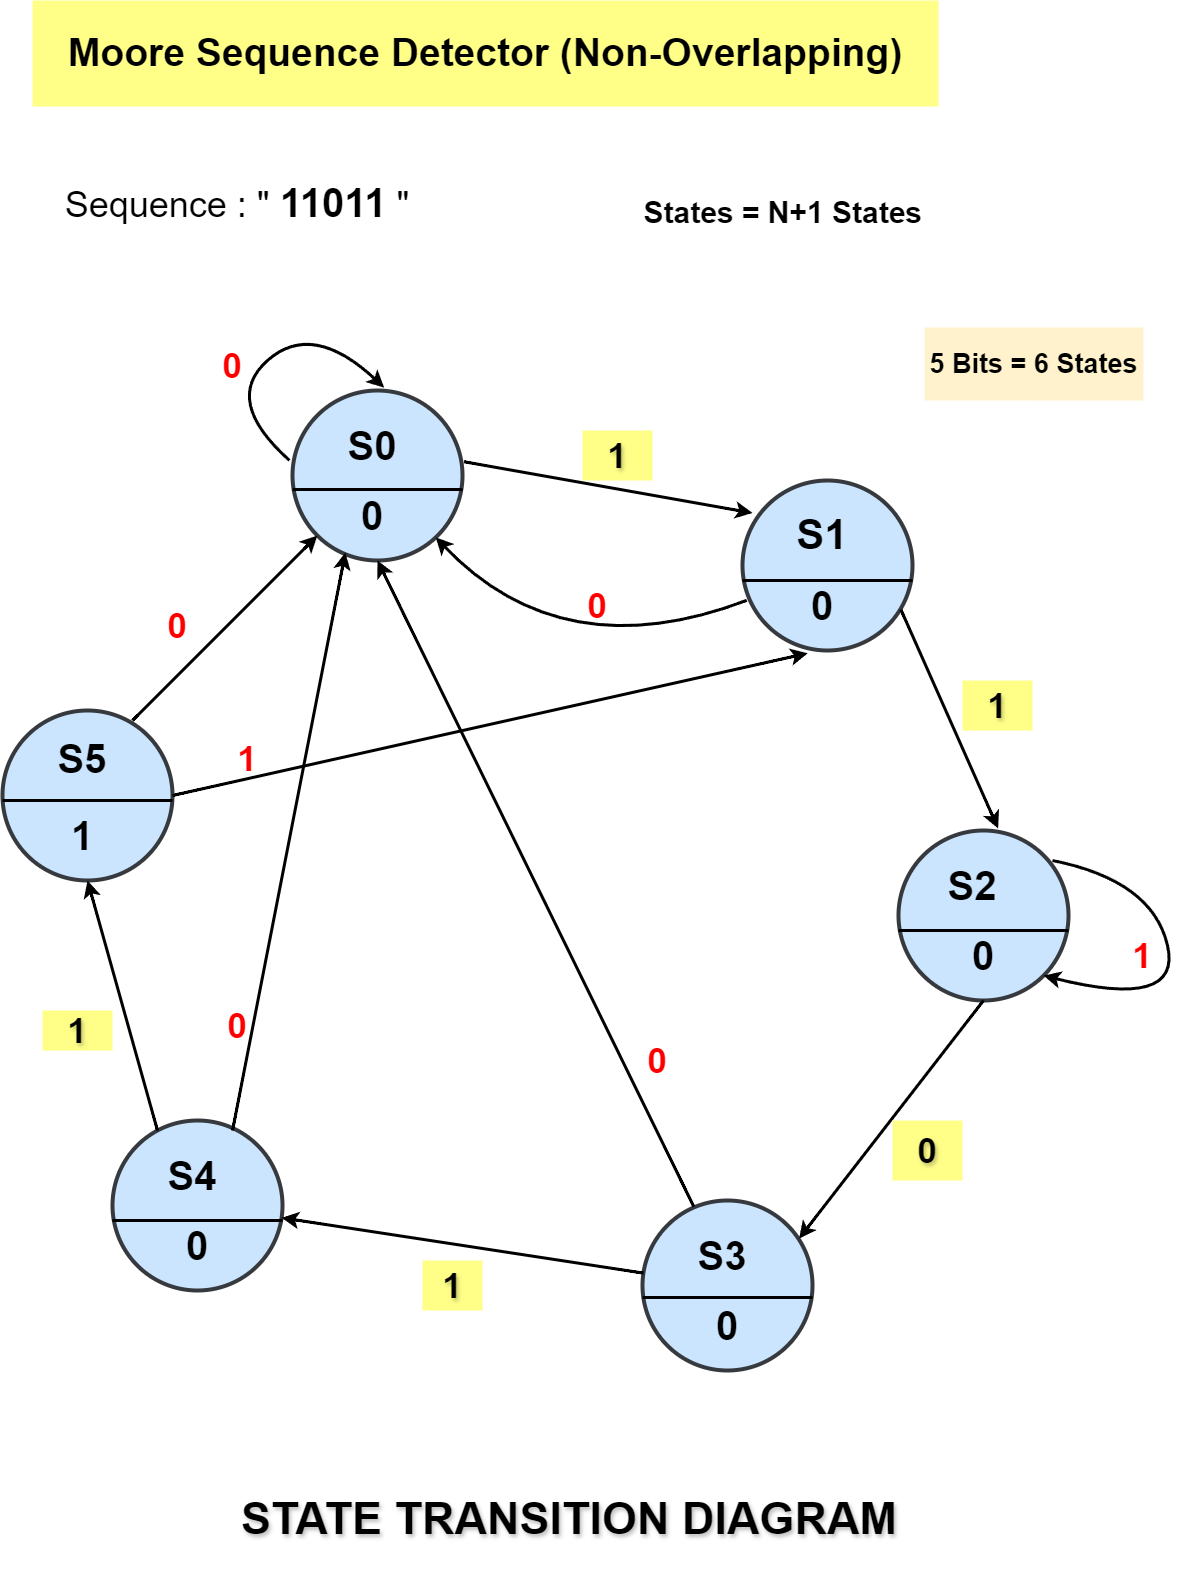 Moore Sequence Detector (Non-Overlapping)
Sequence : " 11011 "
States = N+1 States
5 Bits = 6 States
0
S0
0
1
S1
0
0
0
1
S5
1
1
S2
0
1
1
0
0
0
S4
0
1
S3
0
STATE TRANSITION DIAGRAM